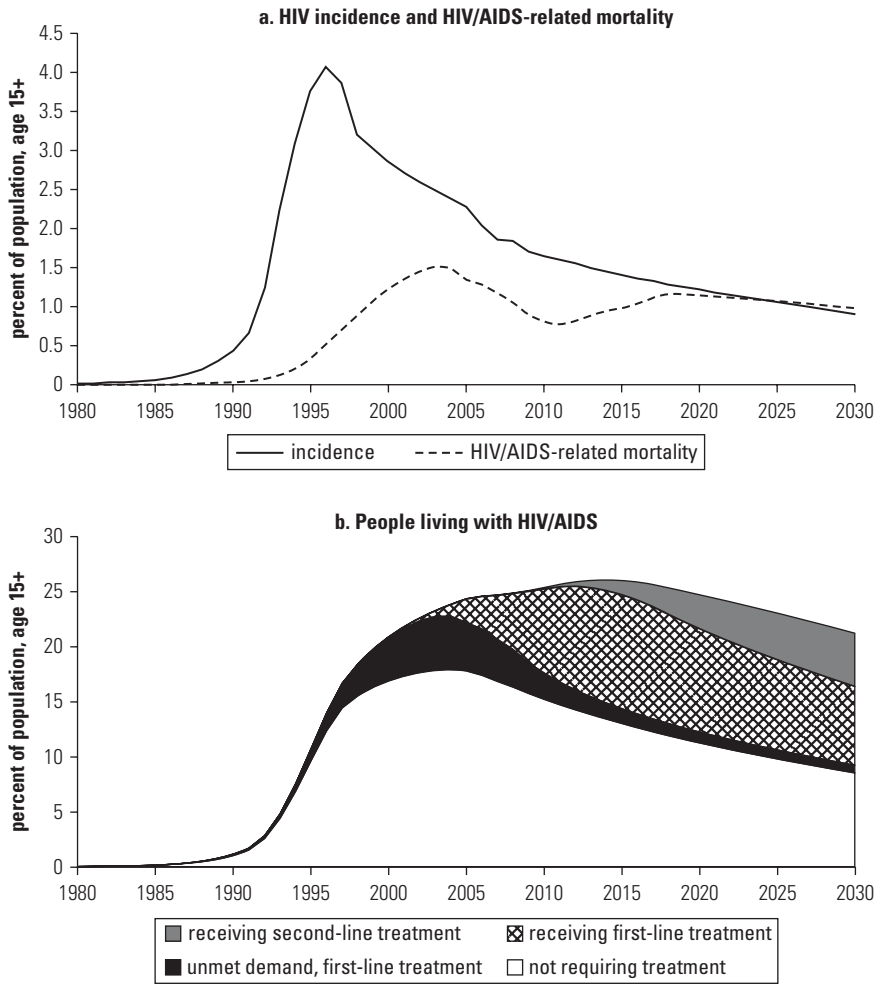 a. HIV incidence and HIV/AIDS-related mortality
percent of population, age 15+
4.5
4.0
3.5
3.0
2.5
2.0
1.5
1.0
0.5
0
1980 1985 1990 1995 2000 2005 2010 2015 2020 2025 2030
incidence HIV/AIDS-related mortality
b. People living with HIV/AIDS
percent of population, age 15+
30
25
20
15
10
5
0
1980 1985 1990 1995 2000 2005 2010 2015 2020 2025 2030
receiving second-line treatment receiving first-line treatment
unmet demand, first-line treatment not requiring treatment